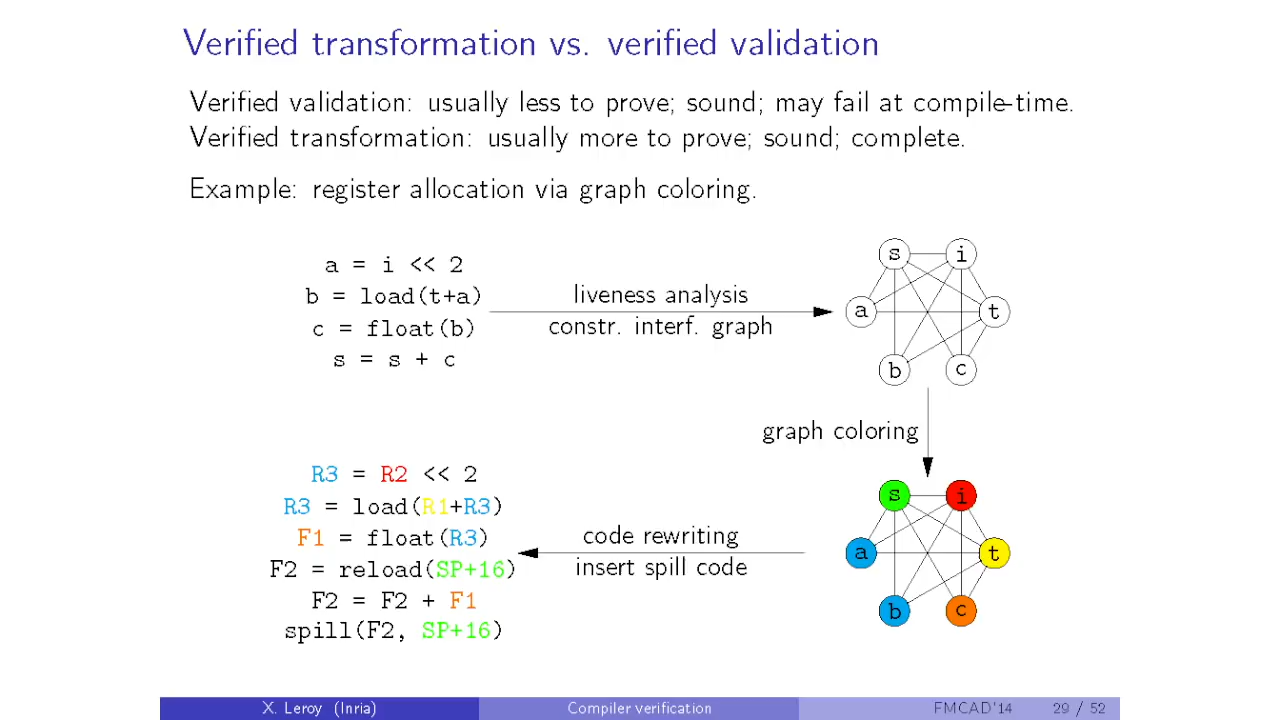 Verified transformation vs. verified validation
Verified validation: usually less to prove; sound; may fail at compile-time.
Verified transformation: usually more to prove; sound; complete.
Example: register allocation via graph coloring.
a = i << 2
b = load(t+a)
c = float(b)
s = s + c
liveness analysis
constr. interf. graph
s i
a t
b c
graph coloring
s i
a t
b c
code rewriting
insert spill code
R3 = R2 << 2
R3 = load(R1+R3)
F1 = float(R3)
F2 = reload(SP+16)
F2 = F2 + F1
spill(F2, SP+16)
X. Leroy (Inria) Compiler verification FMCAD'14 29 / 52